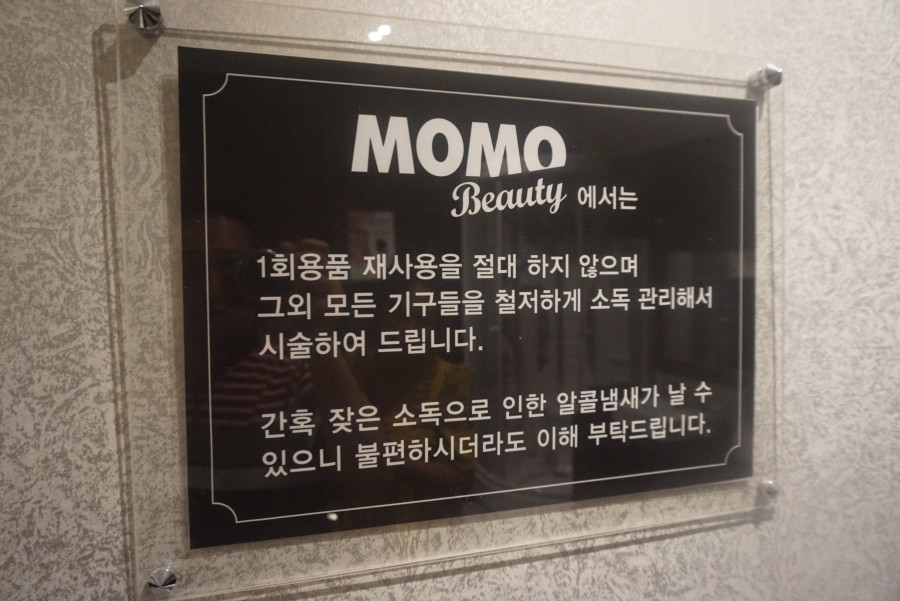 MOMO
Beauty 에서는
1회용품 재사용을 절대 하지 않으며
그외 모든 기구들을 철저하게 소독 관리해서
시술하여 드립니다.
간혹 잦은 소독으로 인한 알콜냄새가 날 수
있으니 불편하시더라도 이해 부탁드립니다.